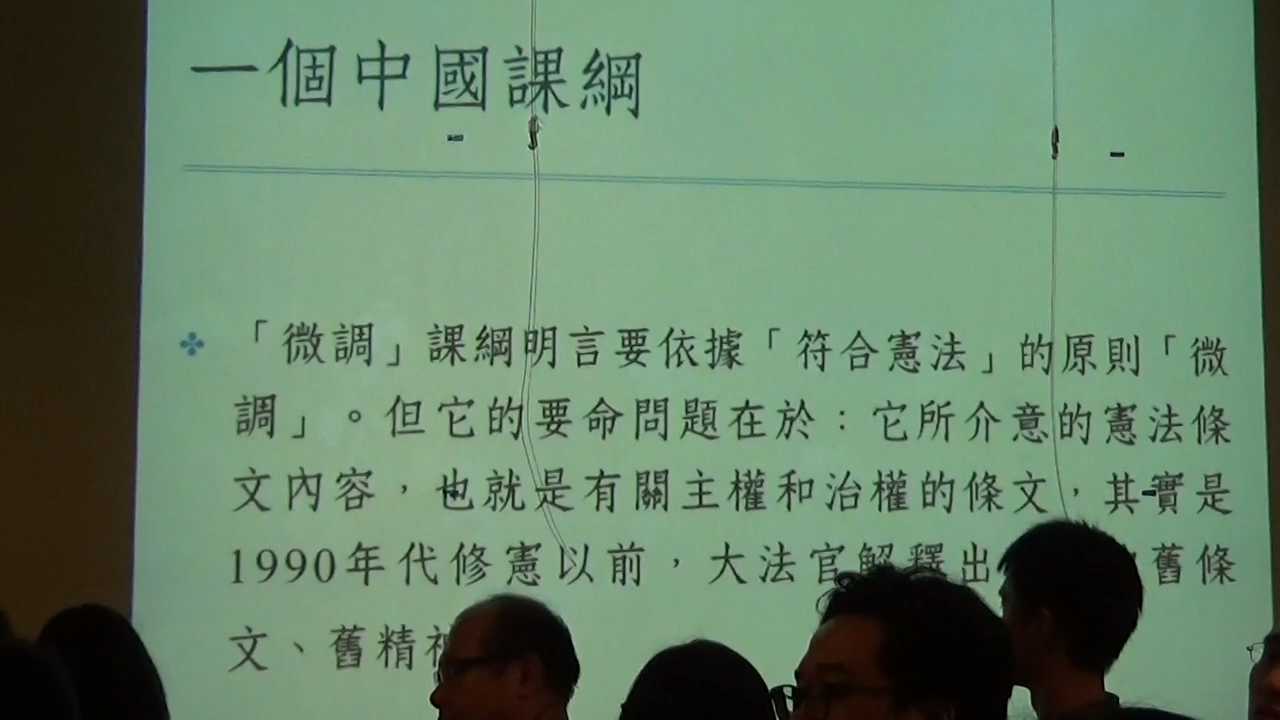 一個中國課綱
「微調」課綱明言要依據「符合憲法」的原則「微
調」。但它的要命問題在於：它所介意的憲法條
文內容，也就是有關主權和治權的條文，其實是
1990年代修憲以前，大法官解釋出 舊條
文、舊精